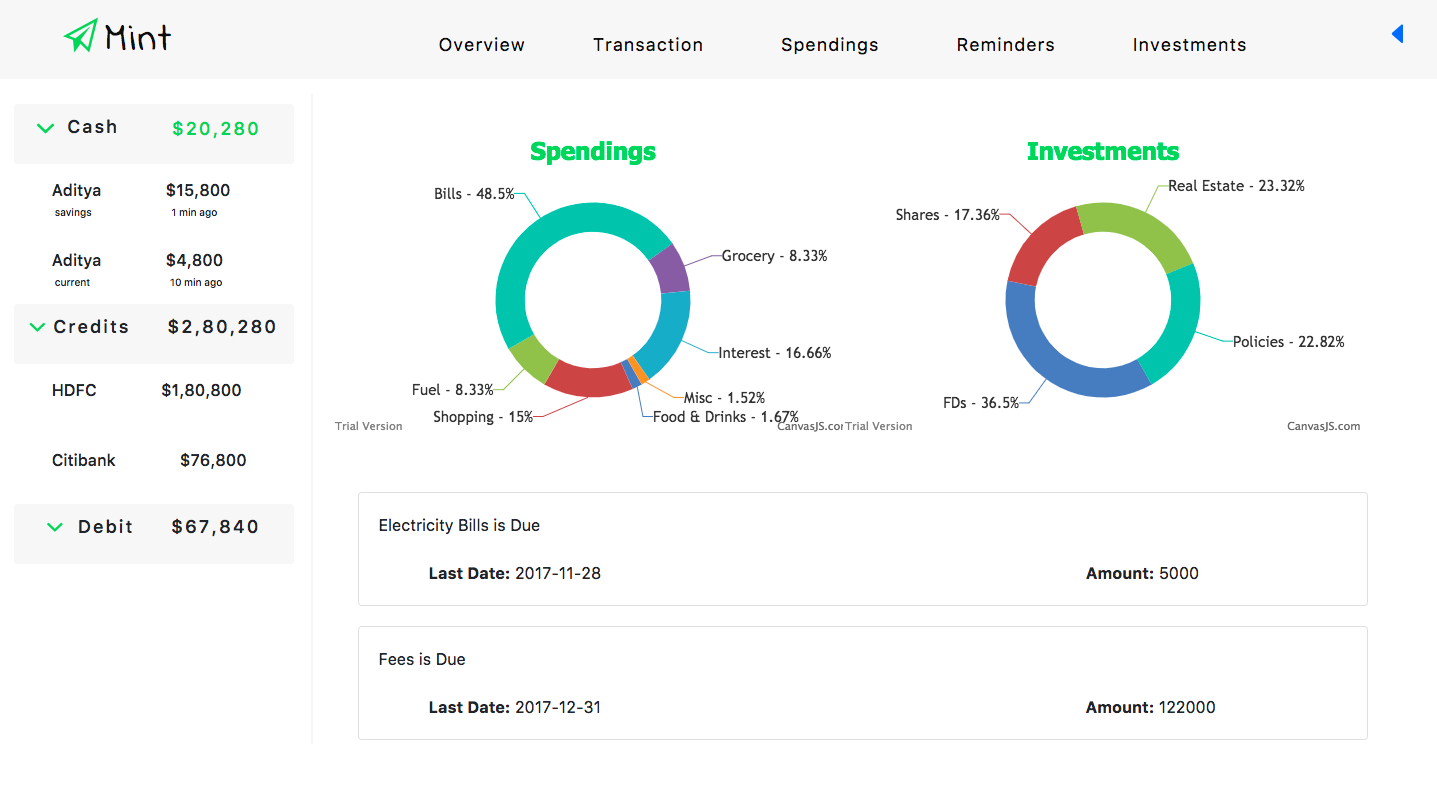 Mint
Overview
Transaction
Spendings
Reminders
Investments
Cash $20,280
Aditya $15,800
savings 1 min ago
Aditya $4,800
current 10 min ago
Credits $2,80,280
HDFC $1,80,800
Citibank $76,800
Debit $67,840
Spendings
Bills - 48.5%
Grocery - 8.33%
Interest - 16.66%
Misc - 1.52%
Food & Drinks - 1.67%
Shopping - 15%
Fuel - 8.33%
Trial Version
CanvasJS.com
Investments
Real Estate - 23.32%
Shares - 17.36%
Policies - 22.82%
FDs - 36.5%
Trial Version
CanvasJS.com
Electricity Bills is Due
Last Date: 2017-11-28 Amount: 5000
Fees is Due
Last Date: 2017-12-31 Amount: 122000